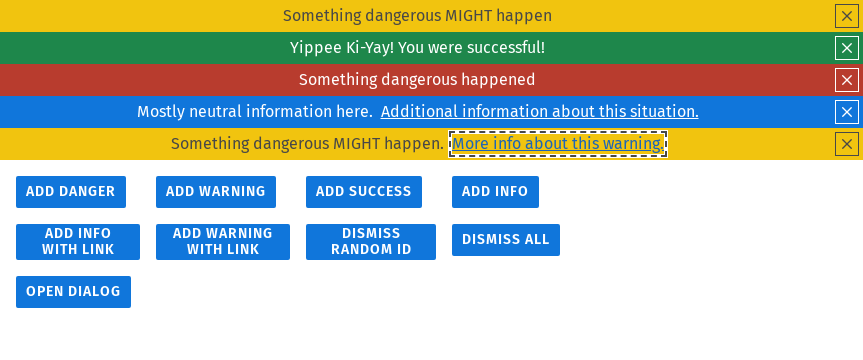 Something dangerous MIGHT happen
Yippee Ki-Yay! You were successful!
Something dangerous happened
Mostly neutral information here. Additional information about this situation.
Something dangerous MIGHT happen. More info about this warning.
ADD DANGER
ADD WARNING
ADD SUCCESS
ADD INFO
ADD INFO
WITH LINK
ADD WARNING
WITH LINK
DISMISS
RANDOM ID
DISMISS ALL
OPEN DIALOG